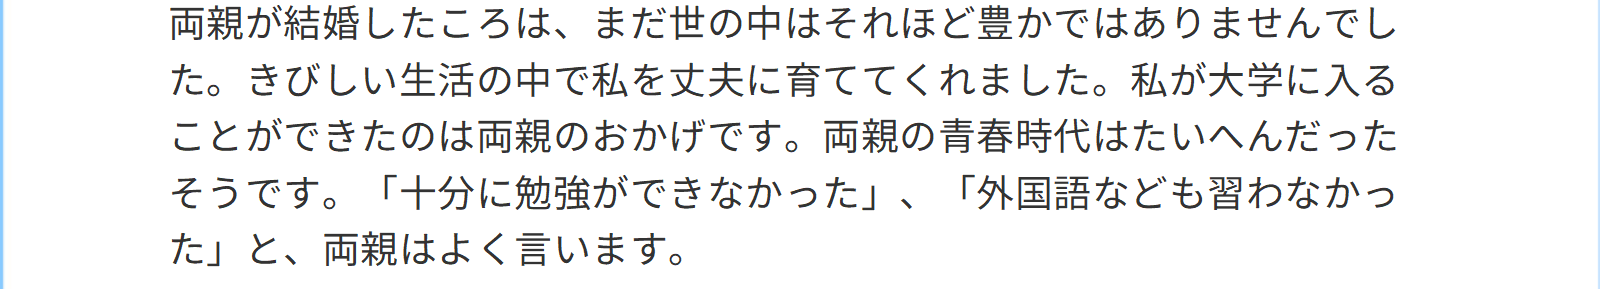 両親が結婚したころは、まだ世の中はそれほど豊かではありませんでし
た。きびしい生活の中で私を丈夫に育ててくれました。私が大学に入る
ことができたのは両親のおかげです。両親の青春時代はたいへんだった
そうです。「十分に勉強ができなかった」、「外国語なども習わなかっ
た」と、両親はよく言います。